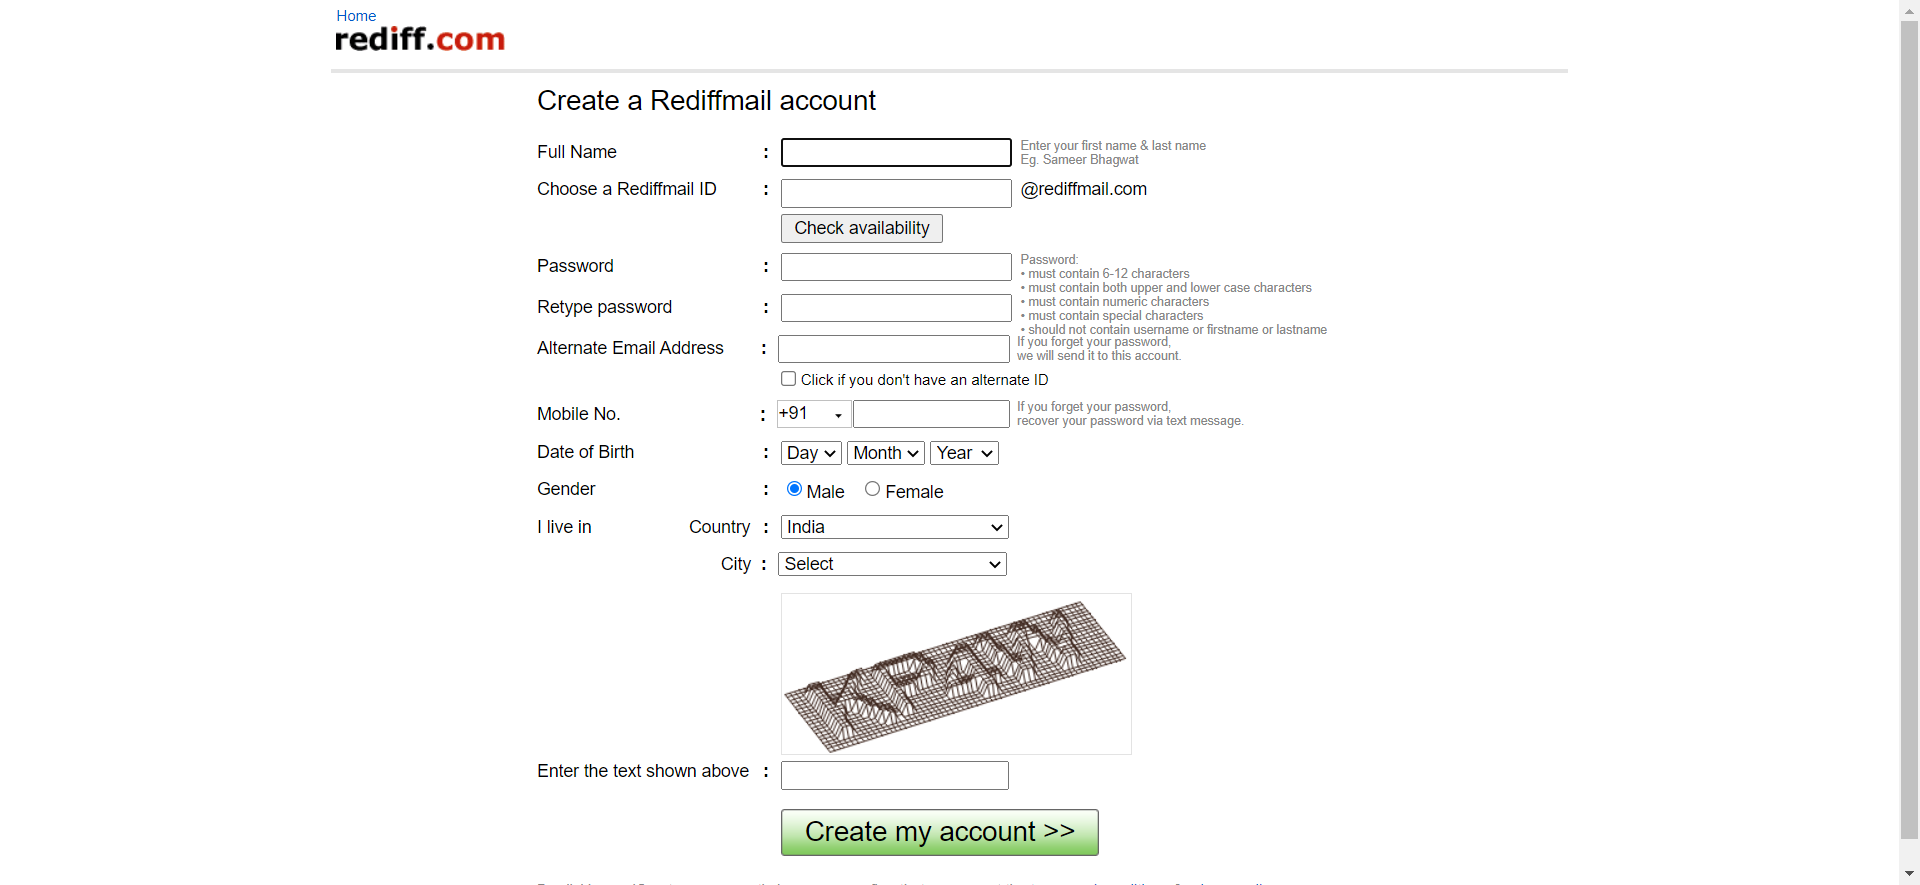 Home
rediff.com
Create a Rediffmail account
Full Name :
Enter your first name & last name
Eg. Sameer Bhagwat
Choose a Rediffmail ID : @rediffmail.com
Check availability
Password :
Password:
• must contain 6-12 characters
• must contain both upper and lower case characters
Retype password :
• must contain numeric characters
• must contain special characters
• should not contain username or firstname or lastname
Alternate Email Address :
If you forget your password,
we will send it to this account.
Click if you don't have an alternate ID
Mobile No. : +91
If you forget your password,
recover your password via text message.
Date of Birth : Day Month Year
Gender : Male Female
I live in Country : India
City : Select
Enter the text shown above :
Create my account >>